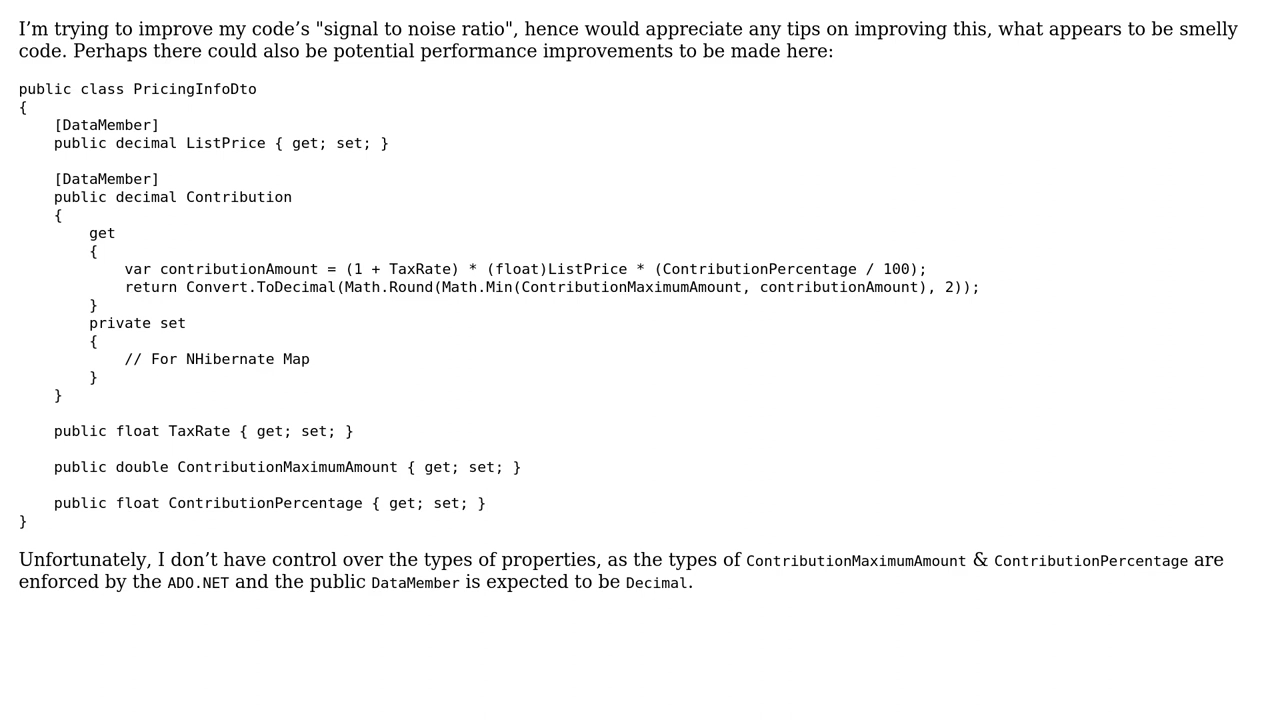 I’m trying to improve my code’s "signal to noise ratio", hence would appreciate any tips on improving this, what appears to be smelly
code. Perhaps there could also be potential performance improvements to be made here:
public class PricingInfoDto
{
    [DataMember]
    public decimal ListPrice { get; set; }

    [DataMember]
    public decimal Contribution
    {
        get
        {
            var contributionAmount = (1 + TaxRate) * (float)ListPrice * (ContributionPercentage / 100);
            return Convert.ToDecimal(Math.Round(Math.Min(ContributionMaximumAmount, contributionAmount), 2));
        }
        private set
        {
            // For NHibernate Map
        }
    }

    public float TaxRate { get; set; }

    public double ContributionMaximumAmount { get; set; }

    public float ContributionPercentage { get; set; }
}
Unfortunately, I don’t have control over the types of properties, as the types of ContributionMaximumAmount & ContributionPercentage are
enforced by the ADO.NET and the public DataMember is expected to be Decimal.